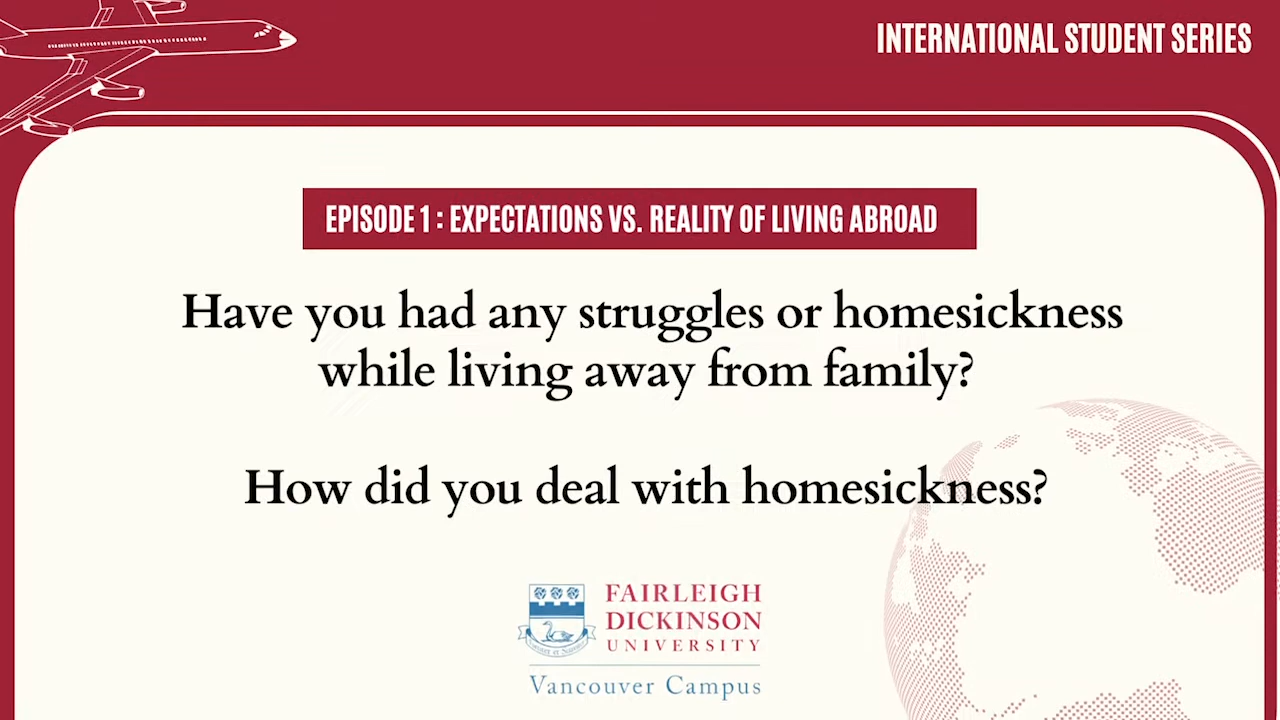 INTERNATIONAL STUDENT SERIES
EPISODE 1 : EXPECTATIONS VS. REALITY OF LIVING ABROAD
Have you had any struggles or homesickness
while living away from family?
How did you deal with homesickness?
FAIRLEIGH
DICKINSON
UNIVERSITY
Vancouver Campus